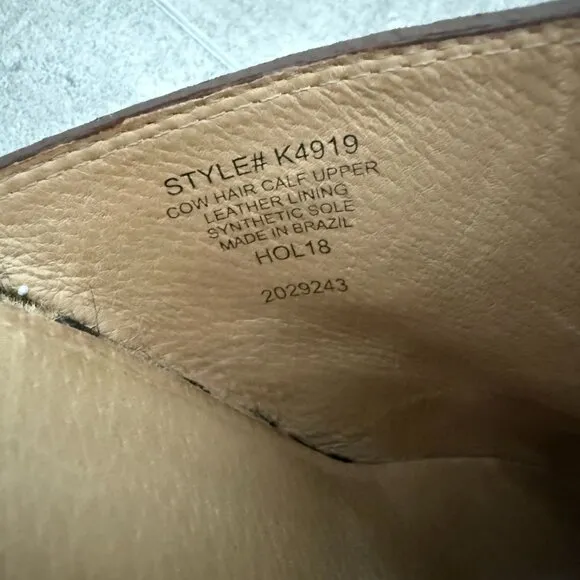 STYLE# K4919
COW HAIR CALF UPPER
LEATHER LINING
SYNTHETIC SOLE
MADE IN BRAZIL
HOL18
2029243